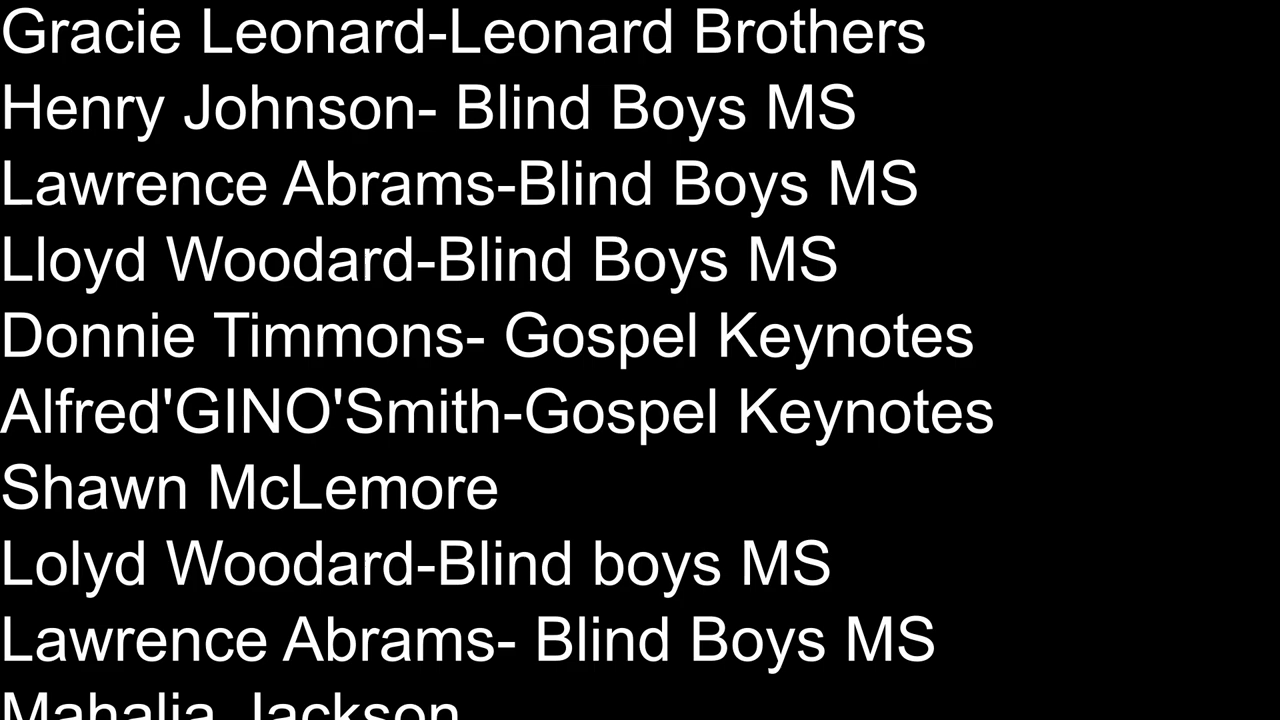 Gracie Leonard-Leonard Brothers
Henry Johnson- Blind Boys MS
Lawrence Abrams-Blind Boys MS
Lloyd Woodard-Blind Boys MS
Donnie Timmons- Gospel Keynotes
Alfred'GINO'Smith-Gospel Keynotes
Shawn McLemore
Lolyd Woodard-Blind boys MS
Lawrence Abrams- Blind Boys MS
Mahalia Jackson